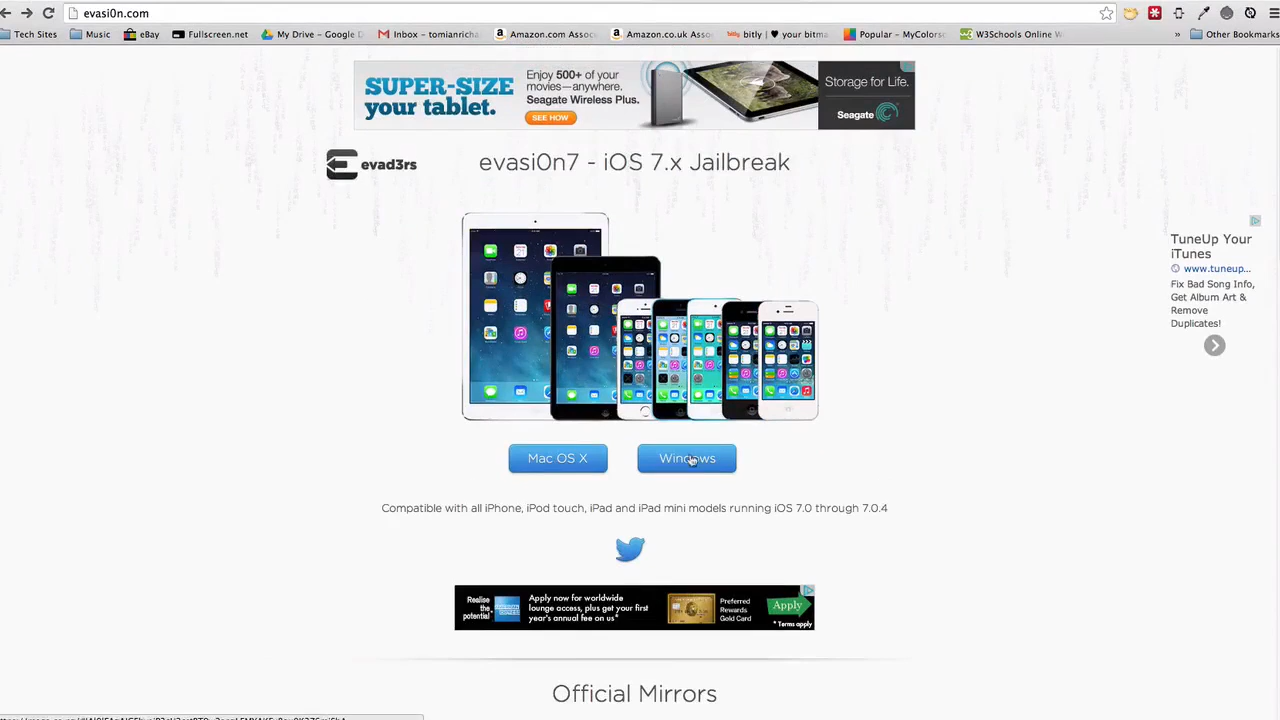 evasi0n.com
Tech Sites Music eBay Fullscreen.net My Drive - Google D Inbox - tomianricha Amazon.com Assoc Amazon.co.uk Asso bitly | ♥ your bitm Popular - MyColorsc W3Schools Online W » Other Bookmarks
SUPER-SIZE
your tablet.
Enjoy 500+ of your
movies—anywhere.
Seagate Wireless Plus.
SEE HOW
Storage for Life.
Seagate
evad3rs
evasi0n7 - iOS 7.x Jailbreak
TuneUp Your
iTunes
www.tuneup...
Fix Bad Song Info,
Get Album Art &
Remove
Duplicates!
Mac OS X
Windows
Compatible with all iPhone, iPod touch, iPad and iPad mini models running iOS 7.0 through 7.0.4
Realise
the
potential
Apply now for worldwide
lounge access, plus get your first
year's annual fee on us*
Preferred
Rewards
Gold Card
Apply
* Terms apply
Official Mirrors